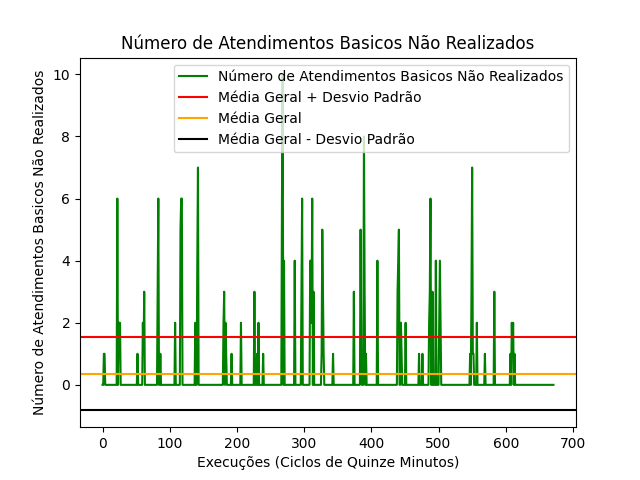 Número de Atendimentos Basicos Não Realizados
Número de Atendimentos Basicos Não Realizados
Média Geral + Desvio Padrão
Média Geral
Média Geral - Desvio Padrão
Número de Atendimentos Basicos Não Realizados
10
8
6
4
2
0
0 100 200 300 400 500 600 700
Execuções (Ciclos de Quinze Minutos)